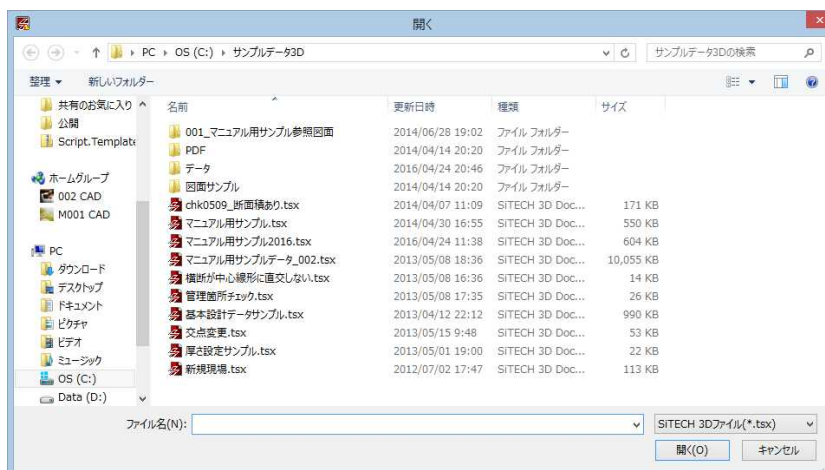 開く
PC ▸ OS (C:) ▸ サンプルデータ3D
サンプルデータ3Dの検索
整理 新しいフォルダー
共有のお気に入り
公開
Script.Template
ホームグループ
002 CAD
M001 CAD
PC
ダウンロード
デスクトップ
ドキュメント
ピクチャ
ビデオ
ミュージック
OS (C:)
Data (D:)
名前 更新日時 種類 サイズ
001_マニュアル用サンプル参照図面 2014/06/28 19:02 ファイル フォルダー
PDF 2014/04/14 20:20 ファイル フォルダー
データ 2016/04/24 20:46 ファイル フォルダー
図面サンプル 2014/04/14 20:20 ファイル フォルダー
chk0509_断面積あり.tsx 2014/04/07 11:09 SiTECH 3D Doc... 171 KB
マニュアル用サンプル.tsx 2014/04/30 16:55 SiTECH 3D Doc... 550 KB
マニュアル用サンプル2016.tsx 2016/04/24 11:38 SiTECH 3D Doc... 604 KB
マニュアル用サンプルデータ_002.tsx 2013/05/08 18:36 SiTECH 3D Doc... 10,055 KB
横断が中心線形に直交しない.tsx 2013/05/08 16:36 SiTECH 3D Doc... 14 KB
管理箇所チェック.tsx 2013/05/08 17:35 SiTECH 3D Doc... 26 KB
基本設計データサンプル.tsx 2013/04/12 22:12 SiTECH 3D Doc... 990 KB
交点変更.tsx 2013/05/15 9:48 SiTECH 3D Doc... 53 KB
厚さ設定サンプル.tsx 2013/05/01 19:00 SiTECH 3D Doc... 22 KB
新規現場.tsx 2012/07/02 17:47 SiTECH 3D Doc... 113 KB
ファイル名(N):
SiTECH 3Dファイル(*.tsx)
開く(O) キャンセル